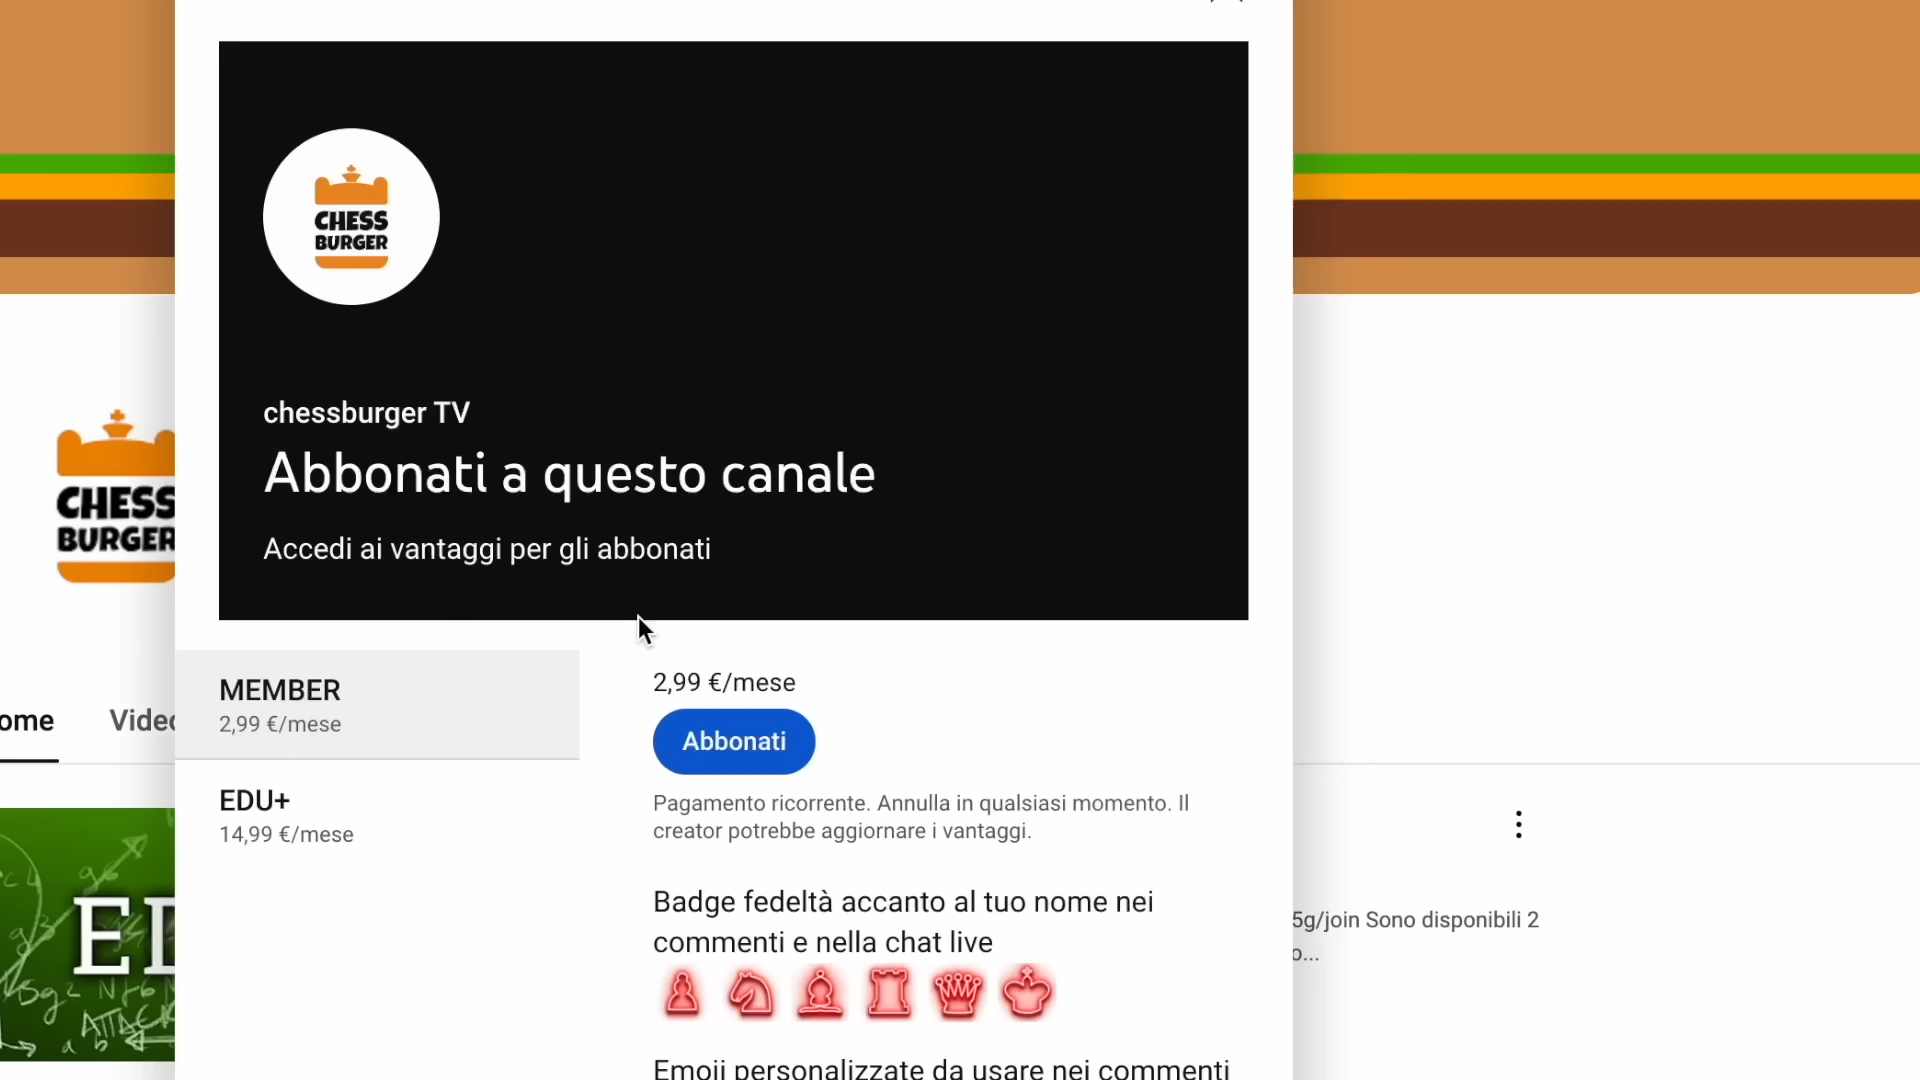 CHESS
BURGER
chessburger TV
Abbonati a questo canale
Accedi ai vantaggi per gli abbonati
CHESS
BURGER
MEMBER
2,99 €/mese
EDU+
14,99 €/mese
2,99 €/mese
Abbonati
Pagamento ricorrente. Annulla in qualsiasi momento. Il
creator potrebbe aggiornare i vantaggi.
Badge fedeltà accanto al tuo nome nei
commenti e nella chat live
Emoji personalizzate da usare nei commenti
ome
Videc
5g/join Sono disponibili 2
o...
ED